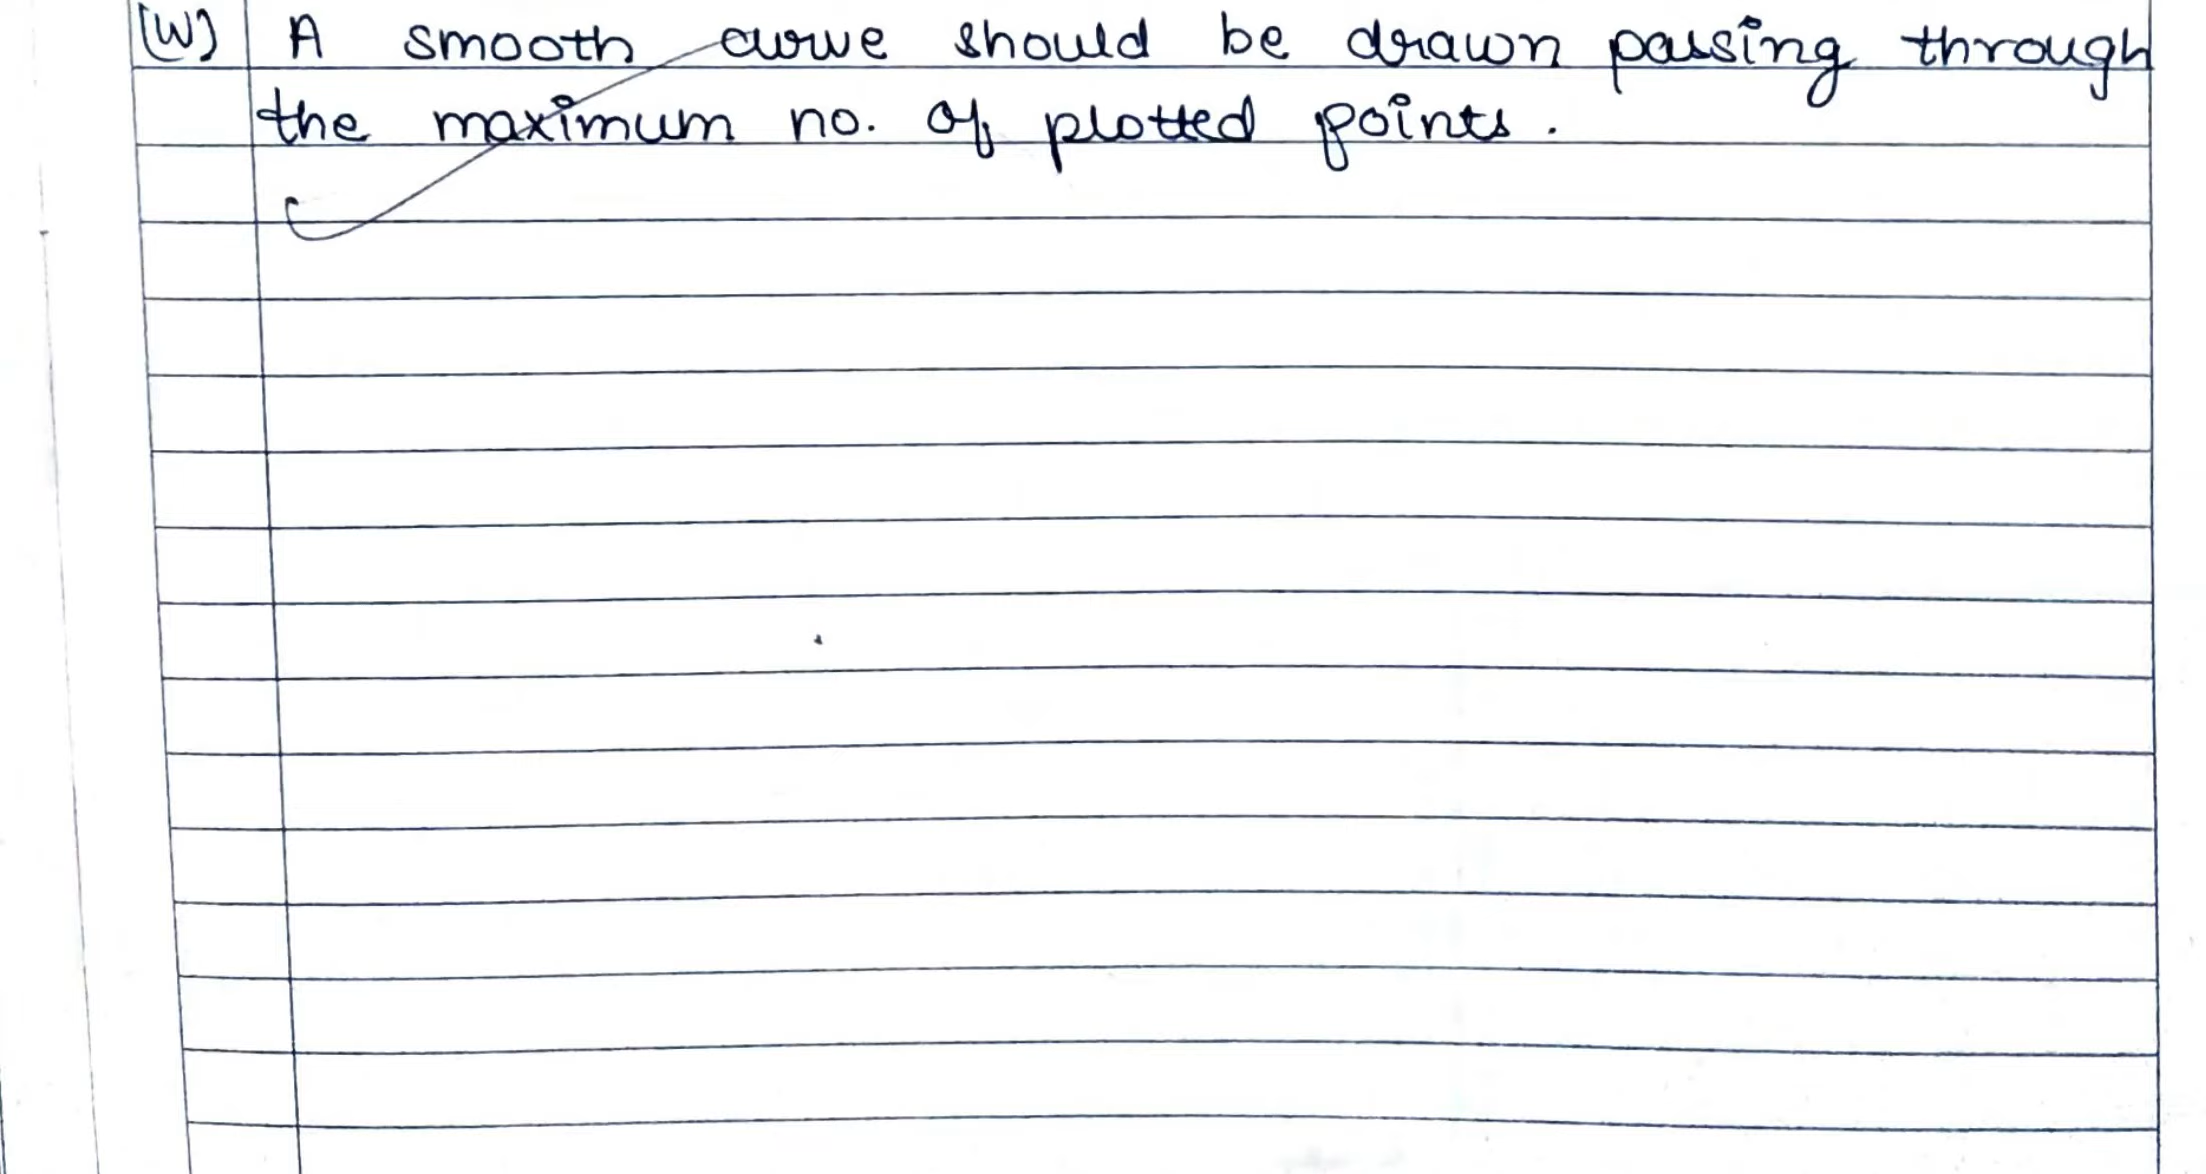 (iv) A smooth curve should be drawn passing through
the maximum no. of plotted points.